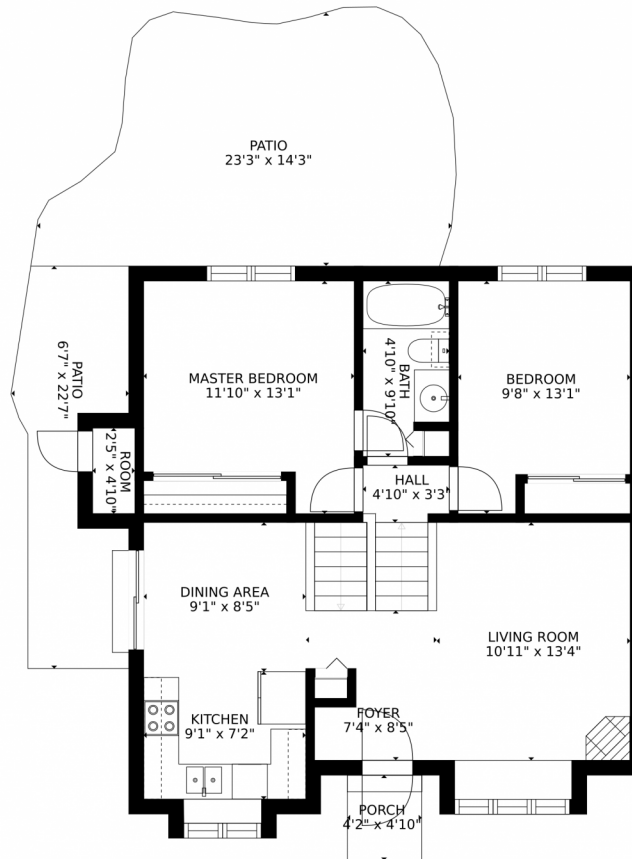 PATIO
23'3" x 14'3"
PATIO
6'7" x 22'7"
MASTER BEDROOM
11'10" x 13'1"
BATH
4'10" x 9'10"
BEDROOM
9'8" x 13'1"
ROOM
2'5" x 4'10"
HALL
4'10" x 3'3"
DINING AREA
9'1" x 8'5"
LIVING ROOM
10'11" x 13'4"
KITCHEN
9'1" x 7'2"
FOYER
7'4" x 8'5"
PORCH
4'2" x 4'10"